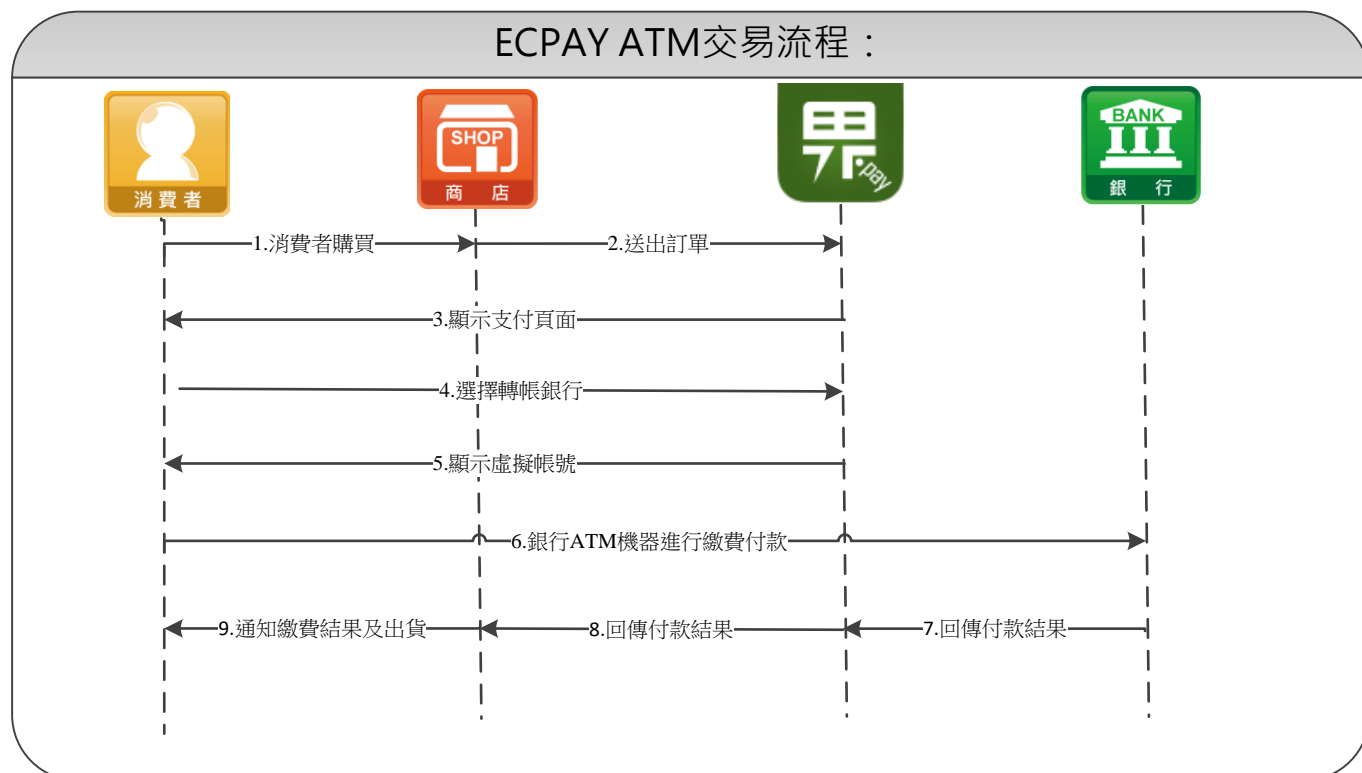 ECPAY ATM交易流程：
消費者
SHOP
商 店
pay
BANK
銀 行
1.消費者購買
2.送出訂單
3.顯示支付頁面
4.選擇轉帳銀行
5.顯示虛擬帳號
6.銀行ATM機器進行繳費付款
9.通知繳費結果及出貨
8.回傳付款結果
7.回傳付款結果